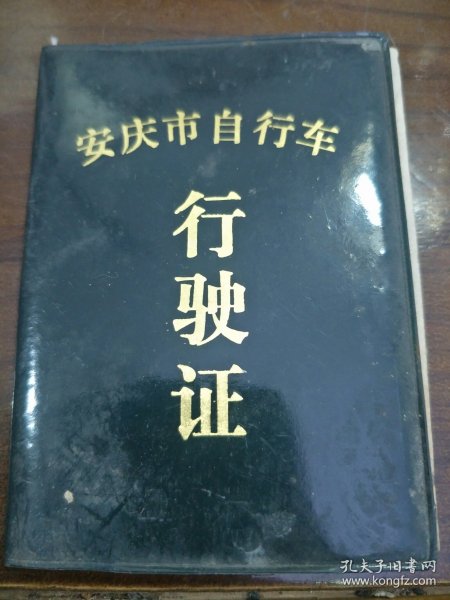 安庆市自行车
行
驶
证
孔夫子旧书网
www.kongfz.com